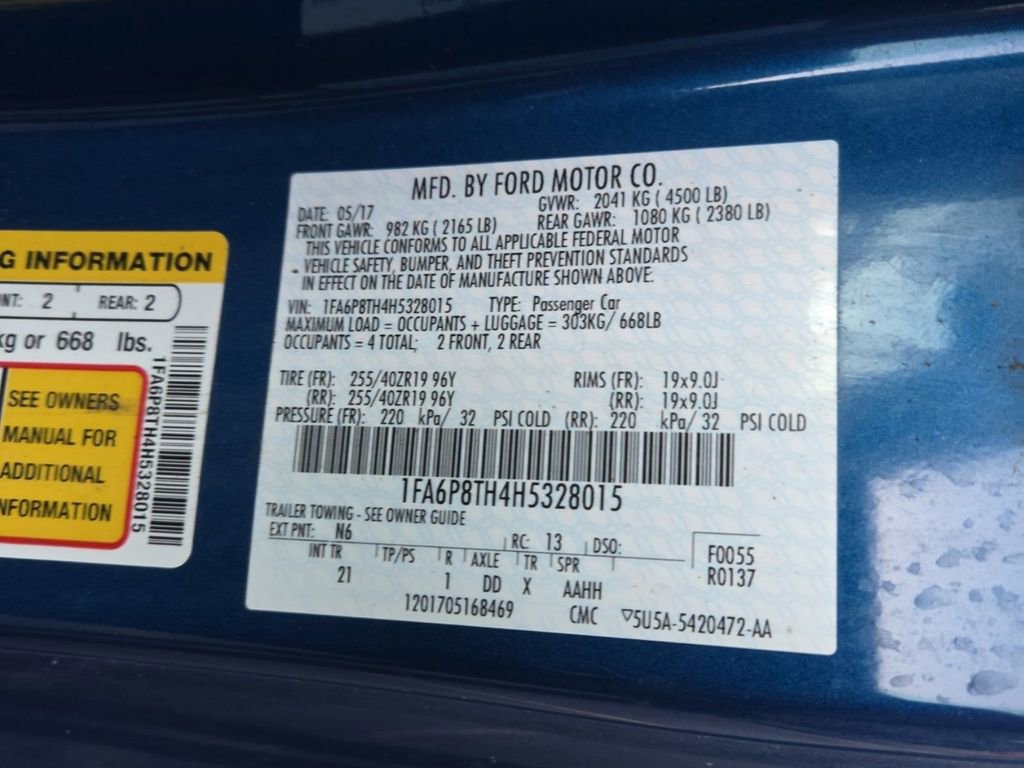 G INFORMATION
NT: 2 REAR: 2
kg or 668 lbs.
SEE OWNERS
MANUAL FOR
ADDITIONAL
NFORMATION
1FA6P8TH4H5328015
MFD. BY FORD MOTOR CO.
DATE: 05/17 GVWR: 2041 KG ( 4500 LB)
FRONT GAWR: 982 KG ( 2165 LB) REAR GAWR: 1080 KG ( 2380 LB)
THIS VEHICLE CONFORMS TO ALL APPLICABLE FEDERAL MOTOR
VEHICLE SAFETY, BUMPER, AND THEFT PREVENTION STANDARDS
IN EFFECT ON THE DATE OF MANUFACTURE SHOWN ABOVE.
VIN: 1FA6P8TH4H5328015 TYPE: Passenger Car
MAXIMUM LOAD = OCCUPANTS + LUGGAGE = 303KG/ 668LB
OCCUPANTS = 4 TOTAL; 2 FRONT, 2 REAR
TIRE (FR): 255/40ZR19 96Y RIMS (FR): 19x9.0J
(RR): 255/40ZR19 96Y (RR): 19x9.0J
PRESSURE (FR): 220 kPa/ 32 PSI COLD (RR): 220 kPa/ 32 PSI COLD
1FA6P8TH4H5328015
TRAILER TOWING - SEE OWNER GUIDE
EXT PNT: N6 RC: 13 DSO: F0055
INT TR TP/PS R AXLE TR SPR R0137
21 1 DD X AAHH
1201705168469 CMC ▽5U5A-5420472-AA